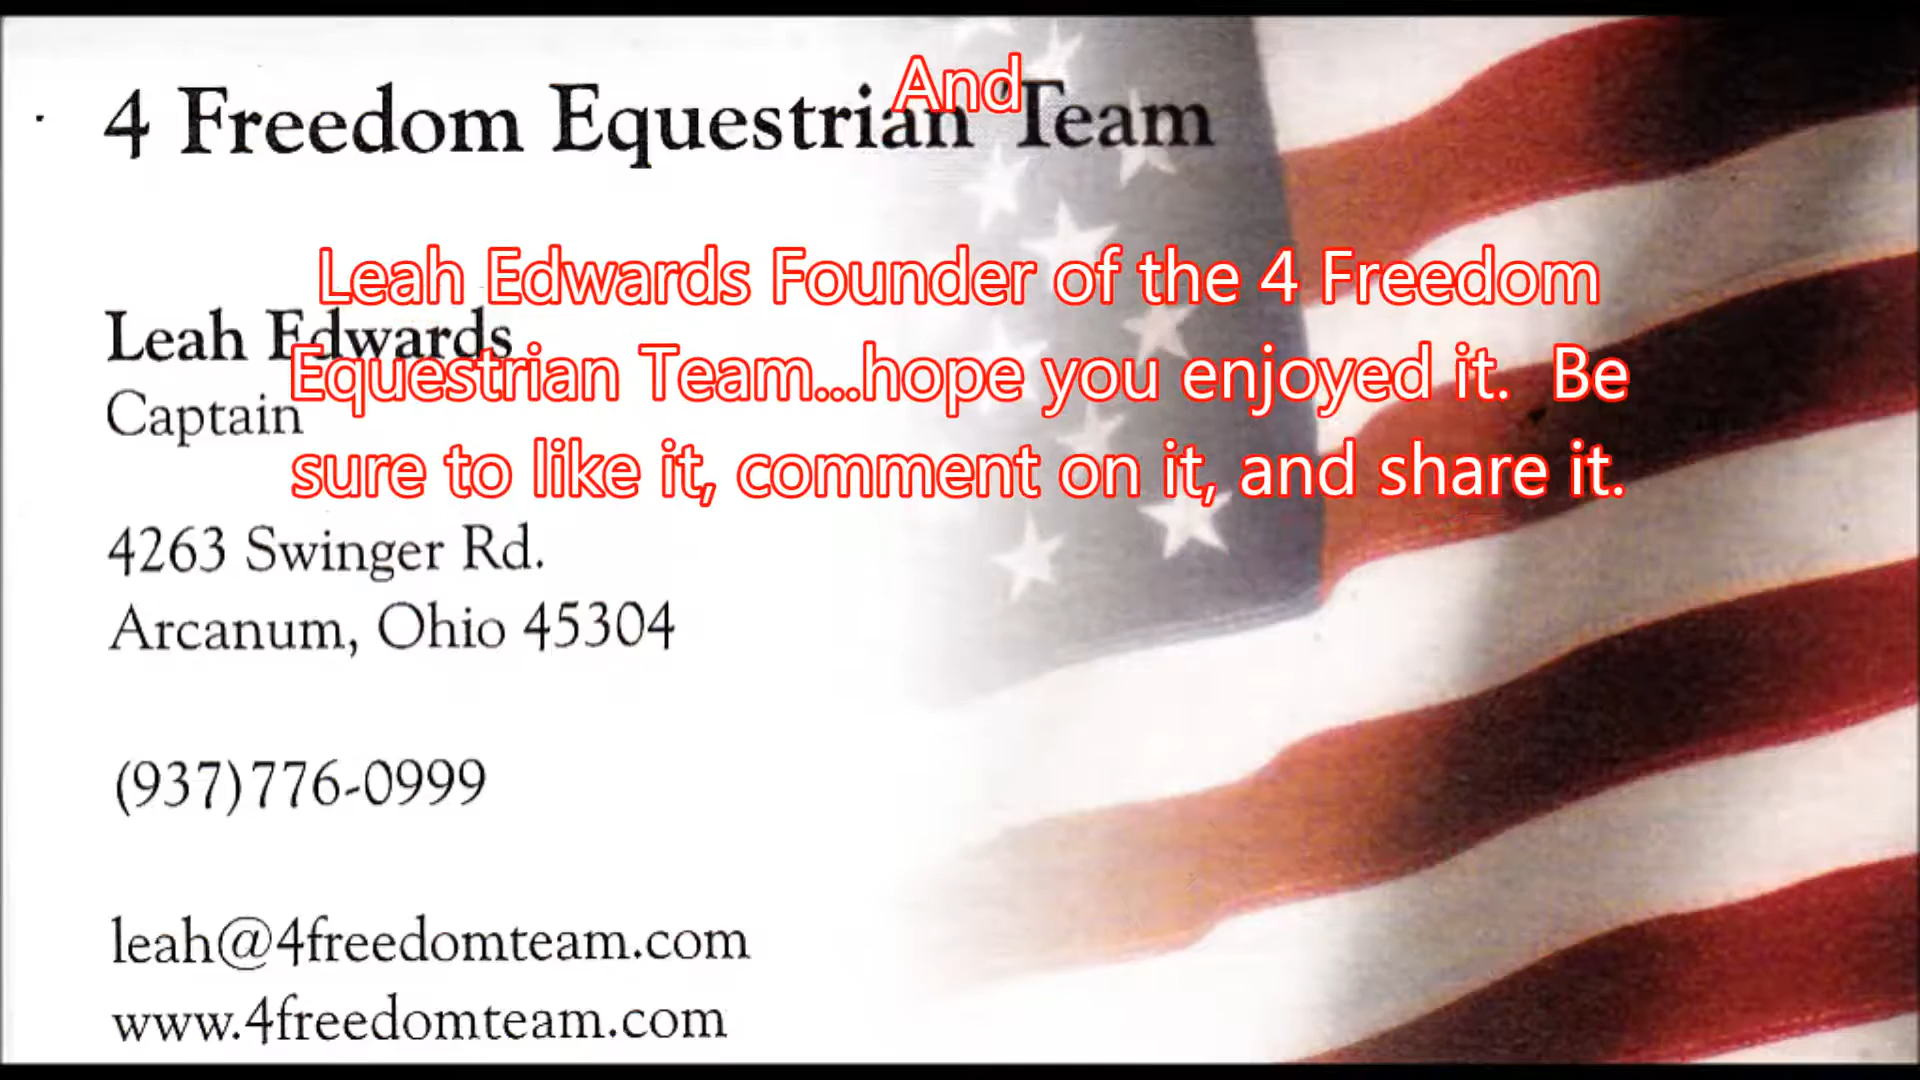 And
4 Freedom Equestrian Team
Leah Edwards Founder of the 4 Freedom
Equestrian Team...hope you enjoyed it. Be
sure to like it, comment on it, and share it.
Leah Edwards
Captain
4263 Swinger Rd.
Arcanum, Ohio 45304
(937)776-0999
leah@4freedomteam.com
www.4freedomteam.com